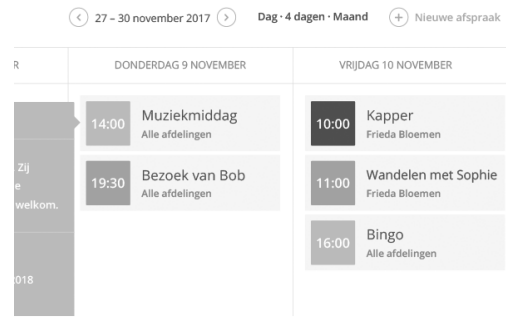 27 – 30 november 2017
Dag · 4 dagen · Maand
Nieuwe afspraak
R
DONDERDAG 9 NOVEMBER
VRIJDAG 10 NOVEMBER
Zij
e
welkom.
2018
14:00
Muziekmiddag
Alle afdelingen
19:30
Bezoek van Bob
Alle afdelingen
10:00
Kapper
Frieda Bloemen
11:00
Wandelen met Sophie
Frieda Bloemen
16:00
Bingo
Alle afdelingen